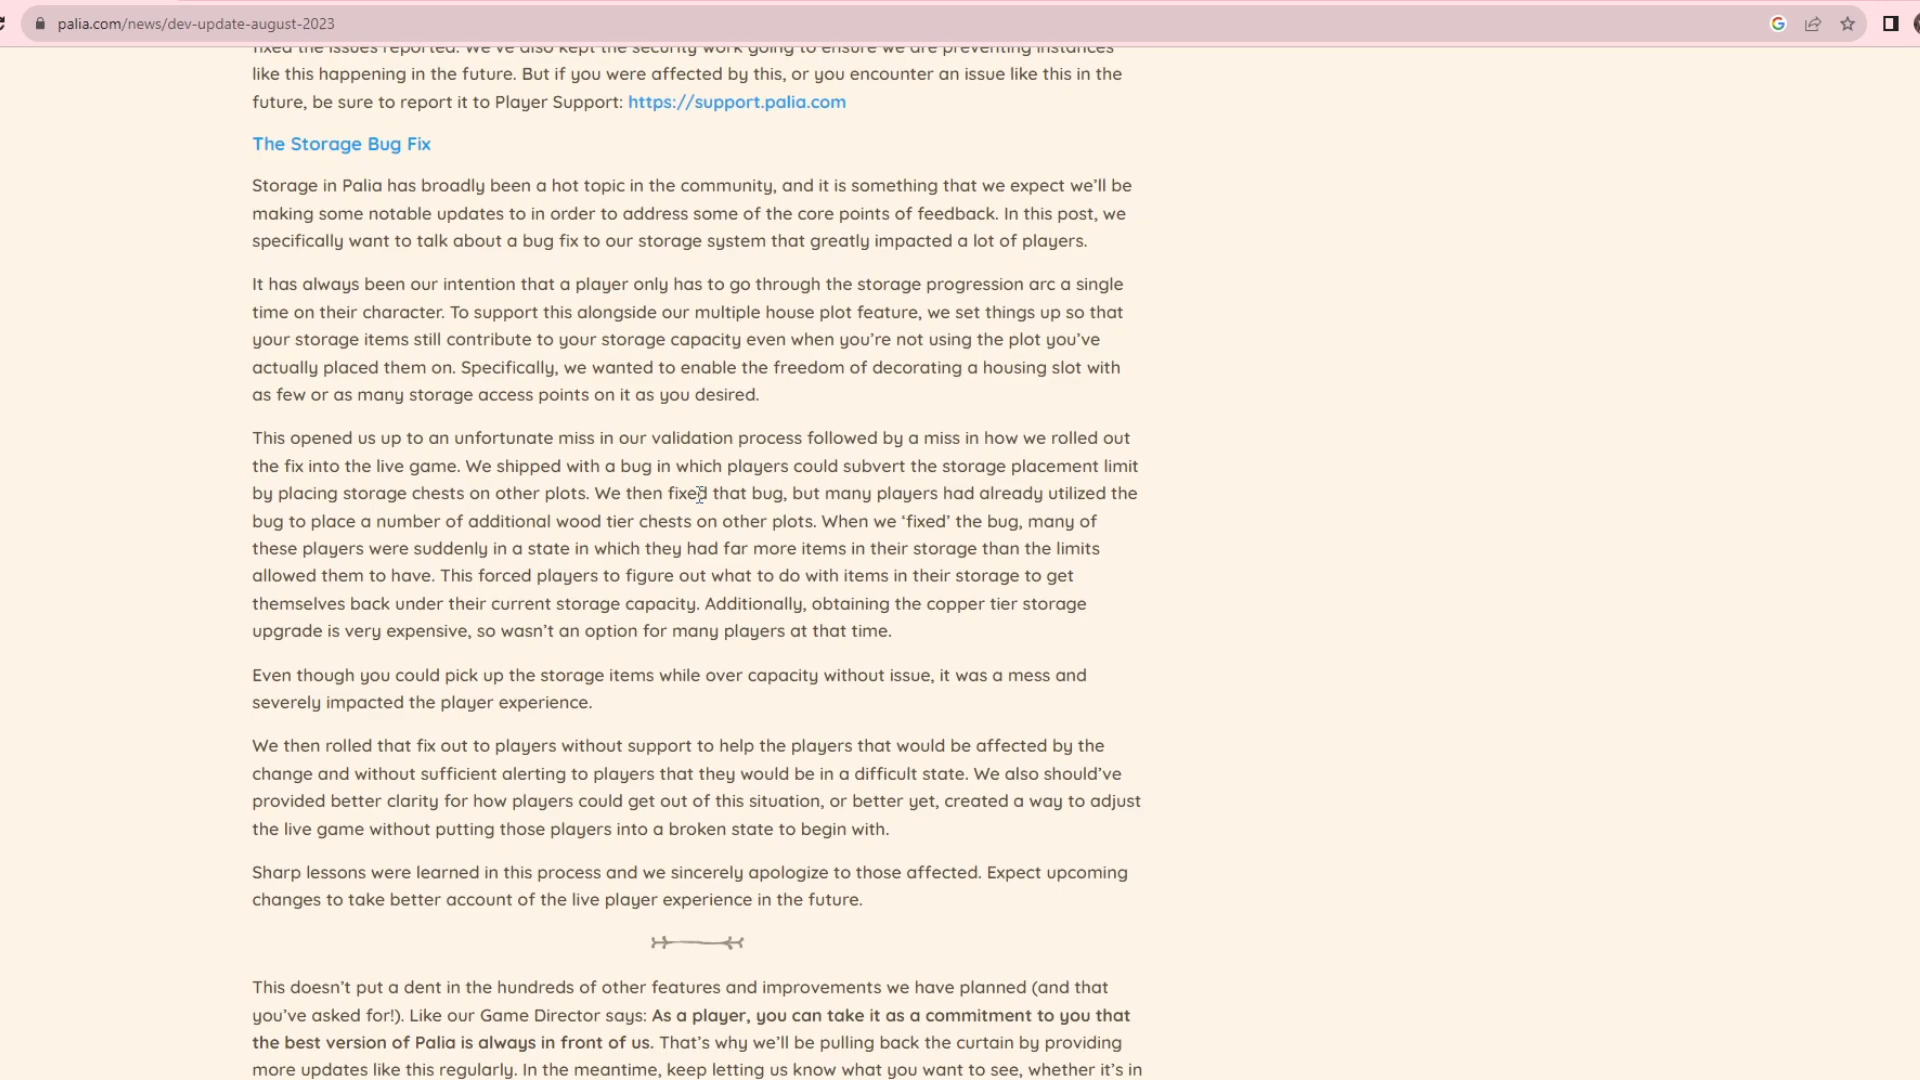 palia.com/news/dev-update-august-2023
fixed the issues reported. We've also kept the security work going to ensure we are preventing instances
like this happening in the future. But if you were affected by this, or you encounter an issue like this in the
future, be sure to report it to Player Support: https://support.palia.com
The Storage Bug Fix
Storage in Palia has broadly been a hot topic in the community, and it is something that we expect we'll be
making some notable updates to in order to address some of the core points of feedback. In this post, we
specifically want to talk about a bug fix to our storage system that greatly impacted a lot of players.
It has always been our intention that a player only has to go through the storage progression arc a single
time on their character. To support this alongside our multiple house plot feature, we set things up so that
your storage items still contribute to your storage capacity even when you're not using the plot you've
actually placed them on. Specifically, we wanted to enable the freedom of decorating a housing slot with
as few or as many storage access points on it as you desired.
This opened us up to an unfortunate miss in our validation process followed by a miss in how we rolled out
the fix into the live game. We shipped with a bug in which players could subvert the storage placement limit
by placing storage chests on other plots. We then fixed that bug, but many players had already utilized the
bug to place a number of additional wood tier chests on other plots. When we ‘fixed’ the bug, many of
these players were suddenly in a state in which they had far more items in their storage than the limits
allowed them to have. This forced players to figure out what to do with items in their storage to get
themselves back under their current storage capacity. Additionally, obtaining the copper tier storage
upgrade is very expensive, so wasn't an option for many players at that time.
Even though you could pick up the storage items while over capacity without issue, it was a mess and
severely impacted the player experience.
We then rolled that fix out to players without support to help the players that would be affected by the
change and without sufficient alerting to players that they would be in a difficult state. We also should've
provided better clarity for how players could get out of this situation, or better yet, created a way to adjust
the live game without putting those players into a broken state to begin with.
Sharp lessons were learned in this process and we sincerely apologize to those affected. Expect upcoming
changes to take better account of the live player experience in the future.
This doesn't put a dent in the hundreds of other features and improvements we have planned (and that
you've asked for!). Like our Game Director says: As a player, you can take it as a commitment to you that
the best version of Palia is always in front of us. That's why we'll be pulling back the curtain by providing
more updates like this regularly. In the meantime, keep letting us know what you want to see, whether it's in